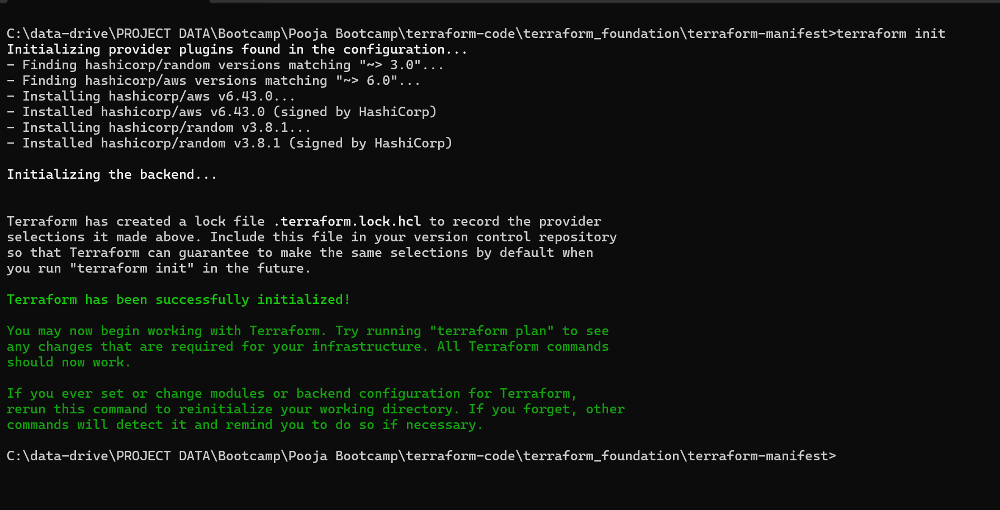 C:\data-drive\PROJECT DATA\Bootcamp\Pooja Bootcamp\terraform-code\terraform_foundation\terraform-manifest>terraform init
Initializing provider plugins found in the configuration...
- Finding hashicorp/random versions matching "~> 3.0"...
- Finding hashicorp/aws versions matching "~> 6.0"...
- Installing hashicorp/aws v6.43.0...
- Installed hashicorp/aws v6.43.0 (signed by HashiCorp)
- Installing hashicorp/random v3.8.1...
- Installed hashicorp/random v3.8.1 (signed by HashiCorp)
Initializing the backend...
Terraform has created a lock file .terraform.lock.hcl to record the provider
selections it made above. Include this file in your version control repository
so that Terraform can guarantee to make the same selections by default when
you run "terraform init" in the future.
Terraform has been successfully initialized!
You may now begin working with Terraform. Try running "terraform plan" to see
any changes that are required for your infrastructure. All Terraform commands
should now work.
If you ever set or change modules or backend configuration for Terraform,
rerun this command to reinitialize your working directory. If you forget, other
commands will detect it and remind you to do so if necessary.
C:\data-drive\PROJECT DATA\Bootcamp\Pooja Bootcamp\terraform-code\terraform_foundation\terraform-manifest>